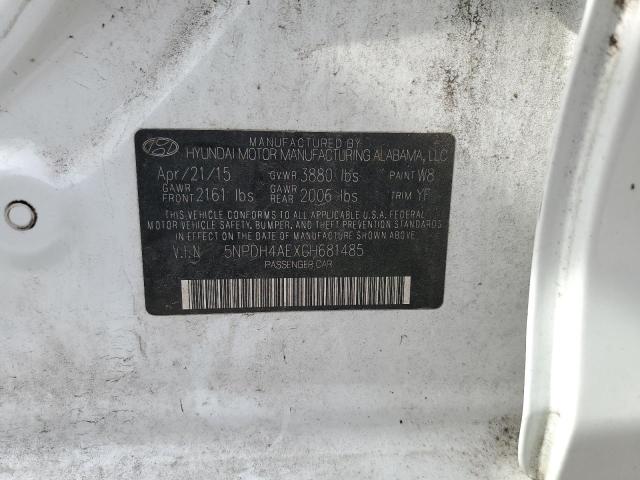 MANUFACTURED BY
HYUNDAI MOTOR MANUFACTURING ALABAMA, LLC
Apr/21/15 GVWR 3880 lbs PAINT W8
GAWR FRONT 2161 lbs GAWR REAR 2006 lbs TRIM YF
THIS VEHICLE CONFORMS TO ALL APPLICABLE U.S.A. FEDERAL
MOTOR VEHICLE SAFETY, BUMPER, AND THEFT PREVENTION STANDARDS
IN EFFECT ON THE DATE OF MANUFACTURE SHOWN ABOVE.
V.I.N 5NPDH4AEXGH681485
PASSENGER CAR